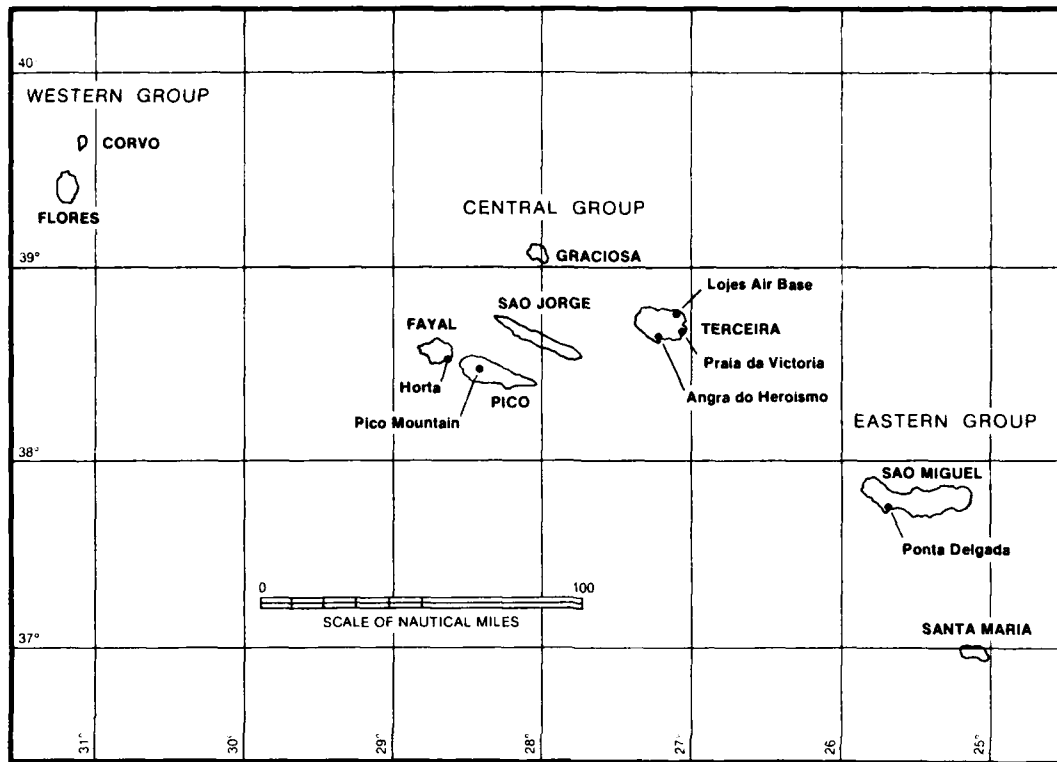 40
WESTERN GROUP
CORVO
FLORES
CENTRAL GROUP
39°
GRACIOSA
SAO JORGE
Lojes Air Base
FAYAL
TERCEIRA
Praia da Victoria
Horta
PICO
Angra do Heroismo
Pico Mountain
EASTERN GROUP
38°
SAO MIGUEL
Ponta Delgada
0 100
SCALE OF NAUTICAL MILES
SANTA MARIA
37°
31° 30 29° 28° 27° 26 25°